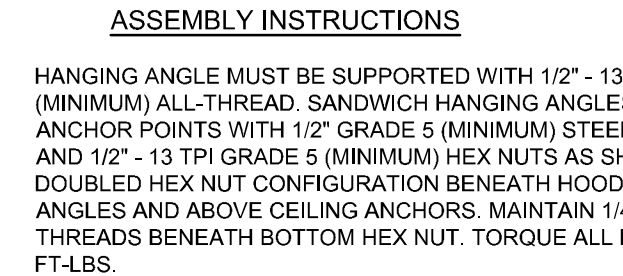 ASSEMBLY INSTRUCTIONS
HANGING ANGLE MUST BE SUPPORTED WITH 1/2" - 13
(MINIMUM) ALL-THREAD. SANDWICH HANGING
ANCHOR POINTS WITH 1/2" GRADE 5 (MINIMUM)
AND 1/2" - 13 TPI GRADE 5 (MINIMUM) HEX NUTS AS
DOUBLED HEX NUT CONFIGURATION BENEATH HOOD
ANGLES AND ABOVE CEILING ANCHORS. MAINTAIN
THREADS BENEATH BOTTOM HEX NUT. TORQUE ALL
FT-LBS.